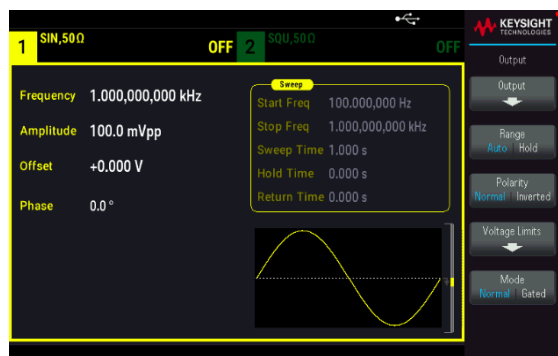 1 SIN,50Ω OFF 2 SQU,50Ω OFF
KEYSIGHT
TECHNOLOGIES
Frequency 1.000,000,000 kHz
Amplitude 100.0 mVpp
Offset +0.000 V
Phase 0.0 °
Sweep
Start Freq 100.000,000 Hz
Stop Freq 1.000,000,000 kHz
Sweep Time 1.000 s
Hold Time 0.000 s
Return Time 0.000 s
Output
Output
Range
Auto Hold
Polarity
Normal Inverted
Voltage Limits
Mode
Normal Gated